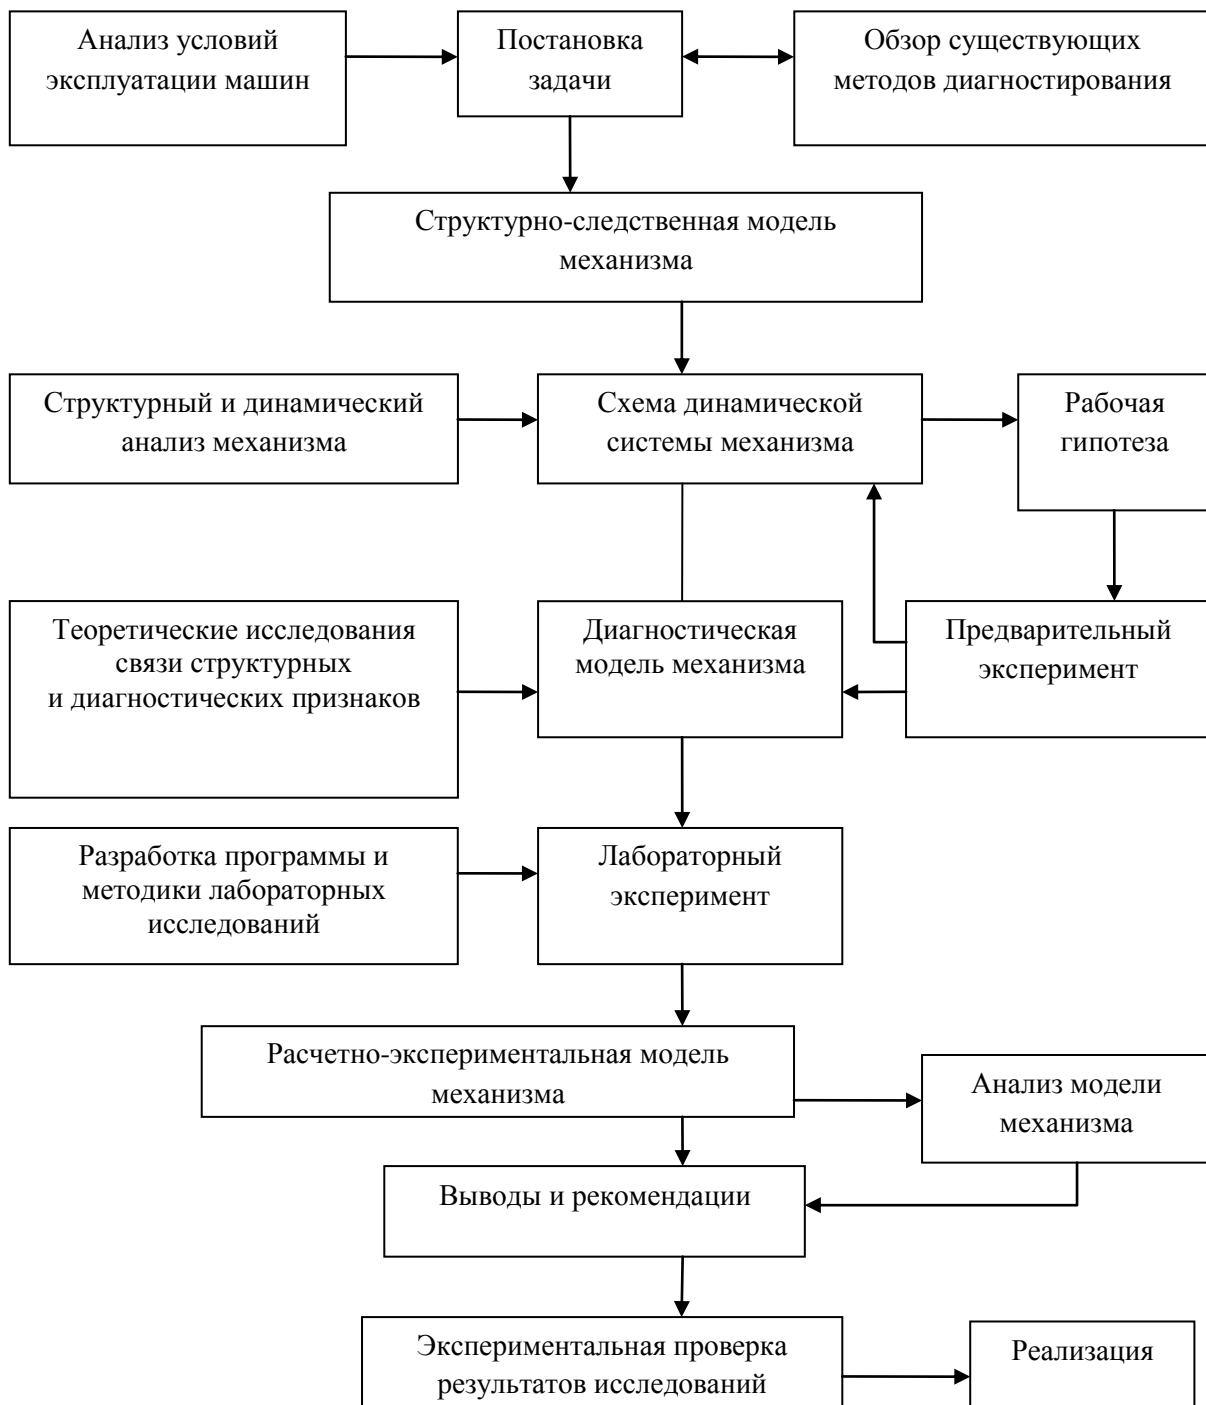 Анализ условий
эксплуатации машин
Постановка
задачи
Обзор существующих
методов диагностирования
Структурно-следственная модель
механизма
Структурный и динамический
анализ механизма
Схема динамической
системы механизма
Рабочая
гипотеза
Теоретические исследования
связи структурных
и диагностических признаков
Диагностическая
модель механизма
Предварительный
эксперимент
Разработка программы и
методики лабораторных
исследований
Лабораторный
эксперимент
Расчетно-экспериментальная модель
механизма
Анализ модели
механизма
Выводы и рекомендации
Экспериментальная проверка
результатов исследований
Реализация